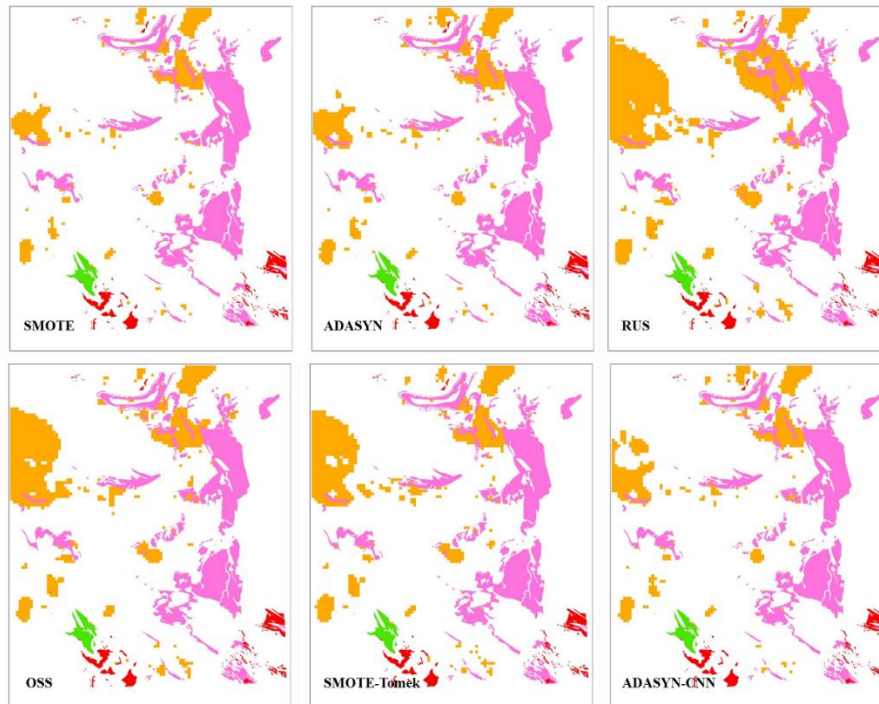 SMOTE
ADASYN
RUS
OSS
SMOTE-Tomek
ADASYN-CNN